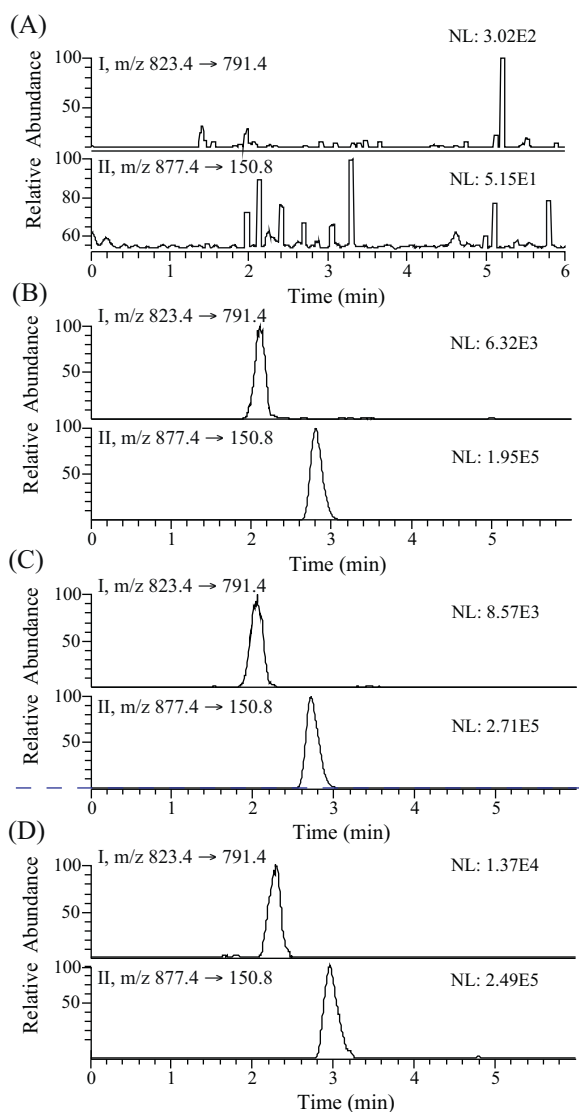 (A)
I, m/z 823.4 → 791.4
NL: 3.02E2
100
50
Relative Abundance
II, m/z 877.4 → 150.8
NL: 5.15E1
100
80
60
0 1 2 3 4 5 6
Time (min)
(B)
I, m/z 823.4 → 791.4
NL: 6.32E3
100
50
Relative Abundance
II, m/z 877.4 → 150.8
NL: 1.95E5
100
50
0 1 2 3 4 5
Time (min)
(C)
I, m/z 823.4 → 791.4
NL: 8.57E3
100
50
Relative Abundance
II, m/z 877.4 → 150.8
NL: 2.71E5
100
50
0 1 2 3 4 5
Time (min)
(D)
I, m/z 823.4 → 791.4
NL: 1.37E4
100
50
Relative Abundance
II, m/z 877.4 → 150.8
NL: 2.49E5
100
50
0 1 2 3 4 5
Time (min)